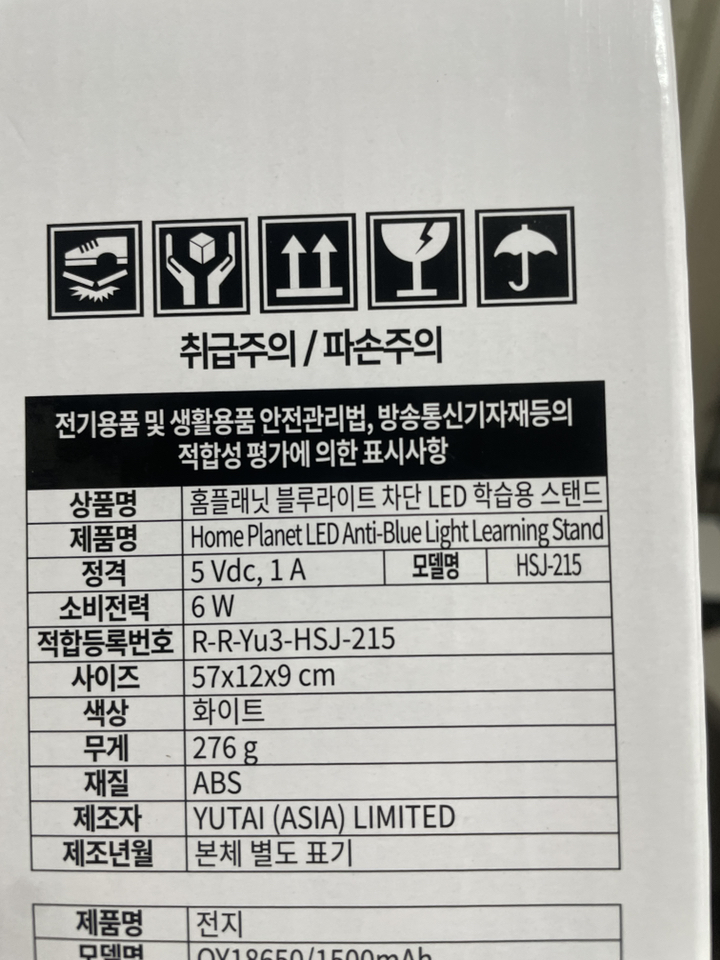 취급주의 / 파손주의
전기용품 및 생활용품 안전관리법, 방송통신기자재등의
적합성 평가에 의한 표시사항
상품명 홈플래닛 블루라이트 차단 LED 학습용 스탠드
제품명 Home Planet LED Anti-Blue Light Learning Stand
정격 5 Vdc, 1 A 모델명 HSJ-215
소비전력 6 W
적합등록번호 R-R-Yu3-HSJ-215
사이즈 57x12x9 cm
색상 화이트
무게 276 g
재질 ABS
제조자 YUTAI (ASIA) LIMITED
제조년월 본체 별도 표기
제품명 전지
모델명 QY18650/1500mAh